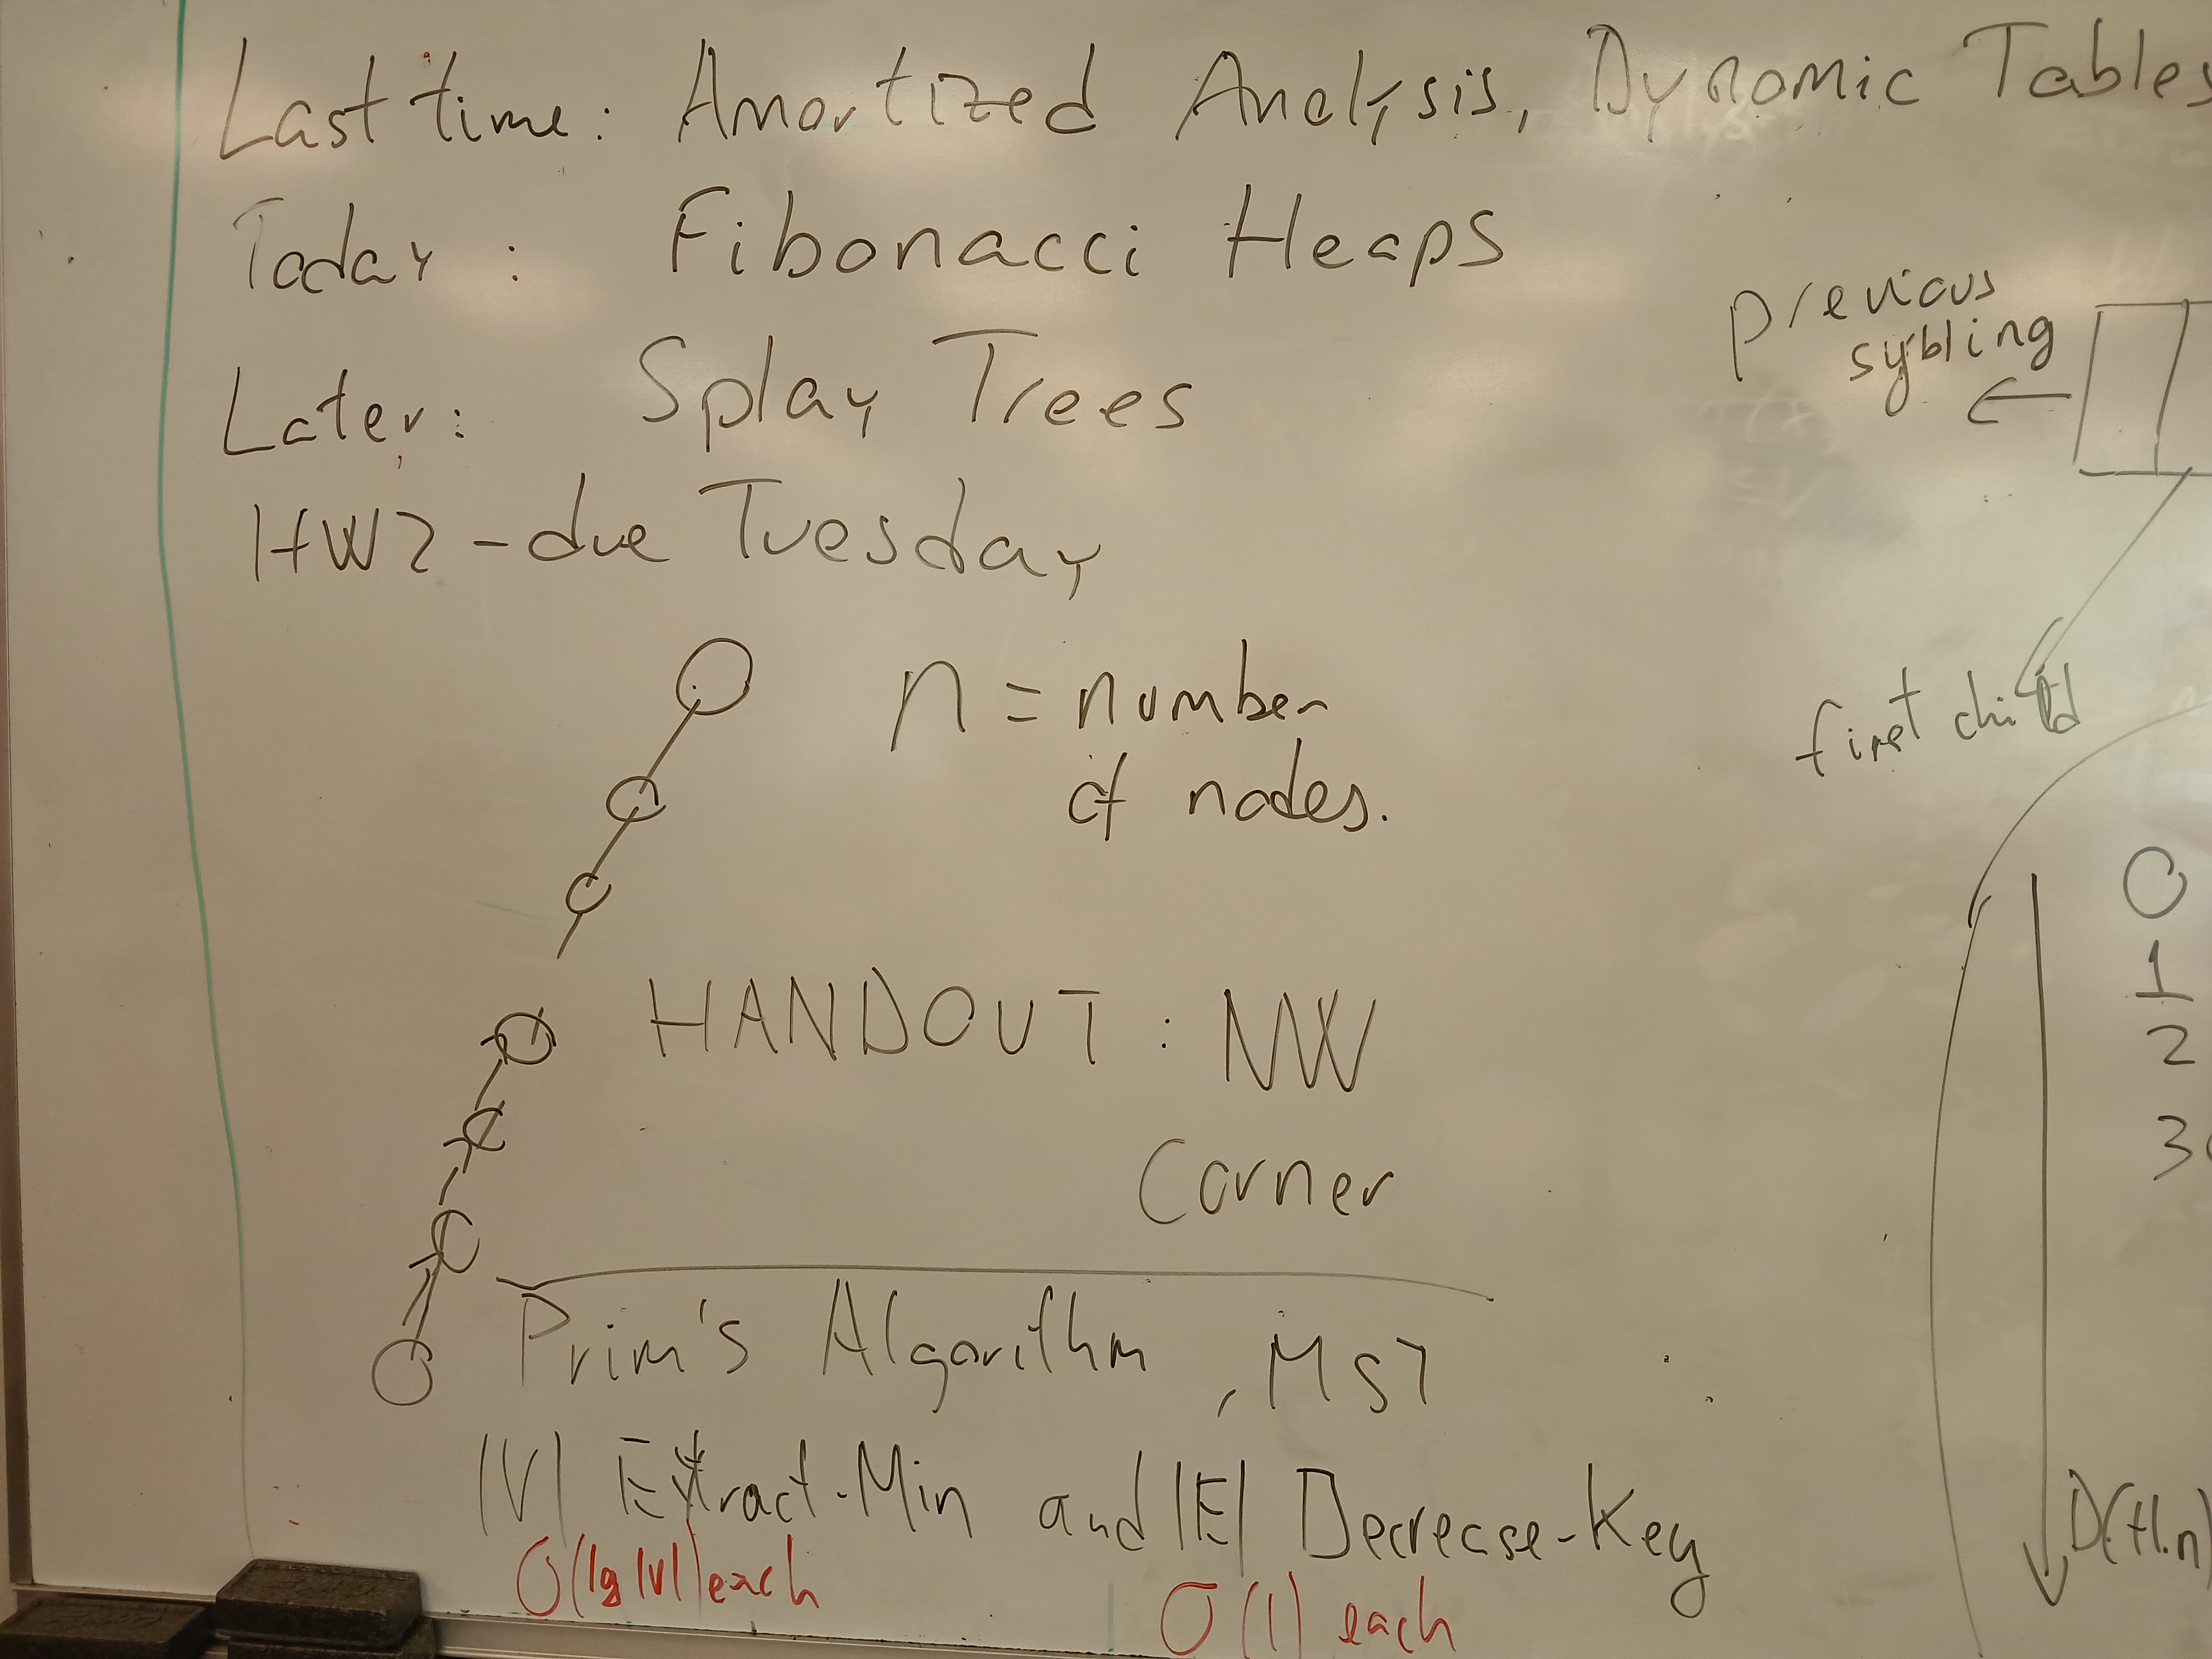 Last time: Amortized Analysis, Dynamic Tables
Today: Fibonacci Heaps
Later: Splay Trees
HW2 - due Tuesday
n = number
of nodes.
HANDOUT: NW
Corner
Prim's Algorithm, MST
|V| Extract-Min and |E| Decrease-Key
O(lg |V|) each
O(1) each
previous
sybling
first child
0
1
2
3
D(H.n)